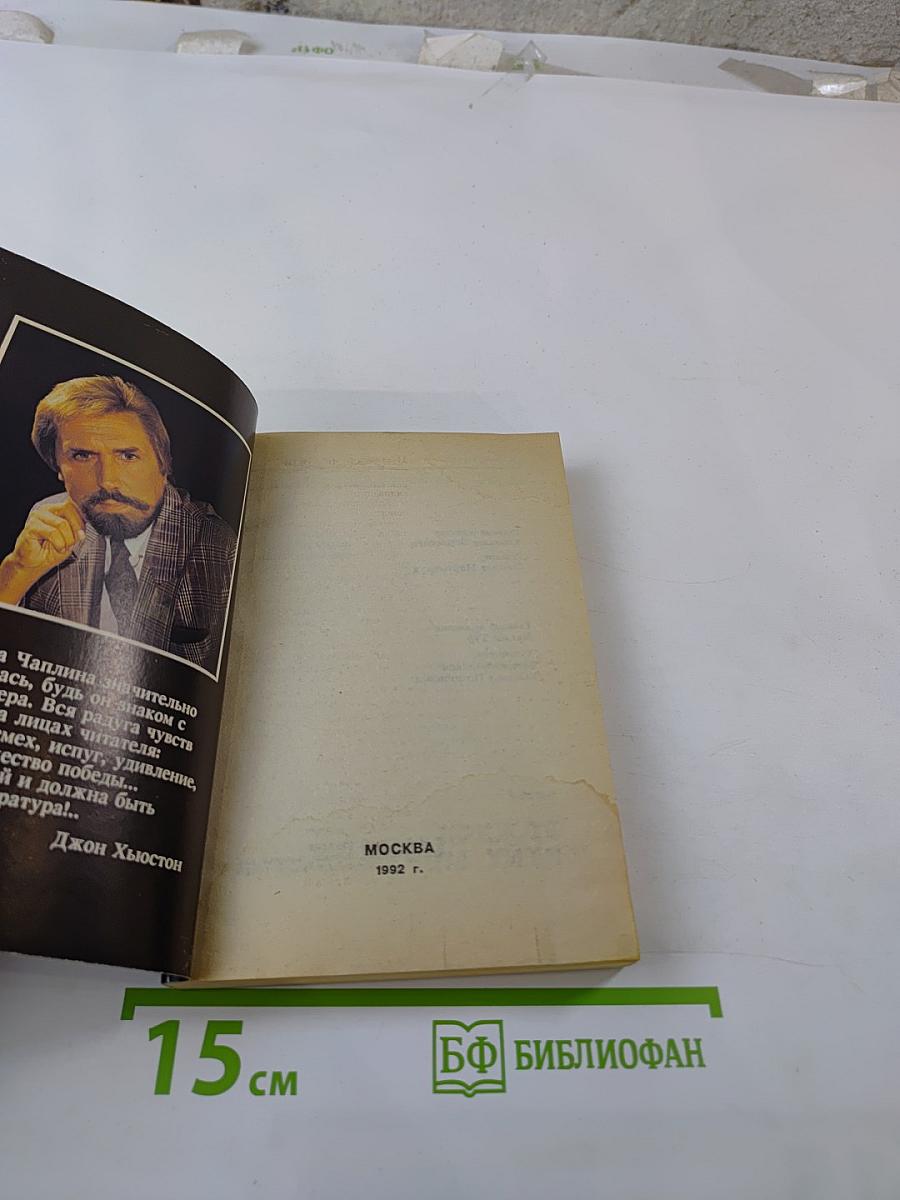 а Чаплина значительно
ась, будь он знаком с
ера. Вся радуга чувств
а лицах читателя:
мех, испуг, удивление,
ество победы...
й и должна быть
ратура!..
Джон Хьюстон
МОСКВА
1992 г.
15 см
БФ БИБЛИОФАН